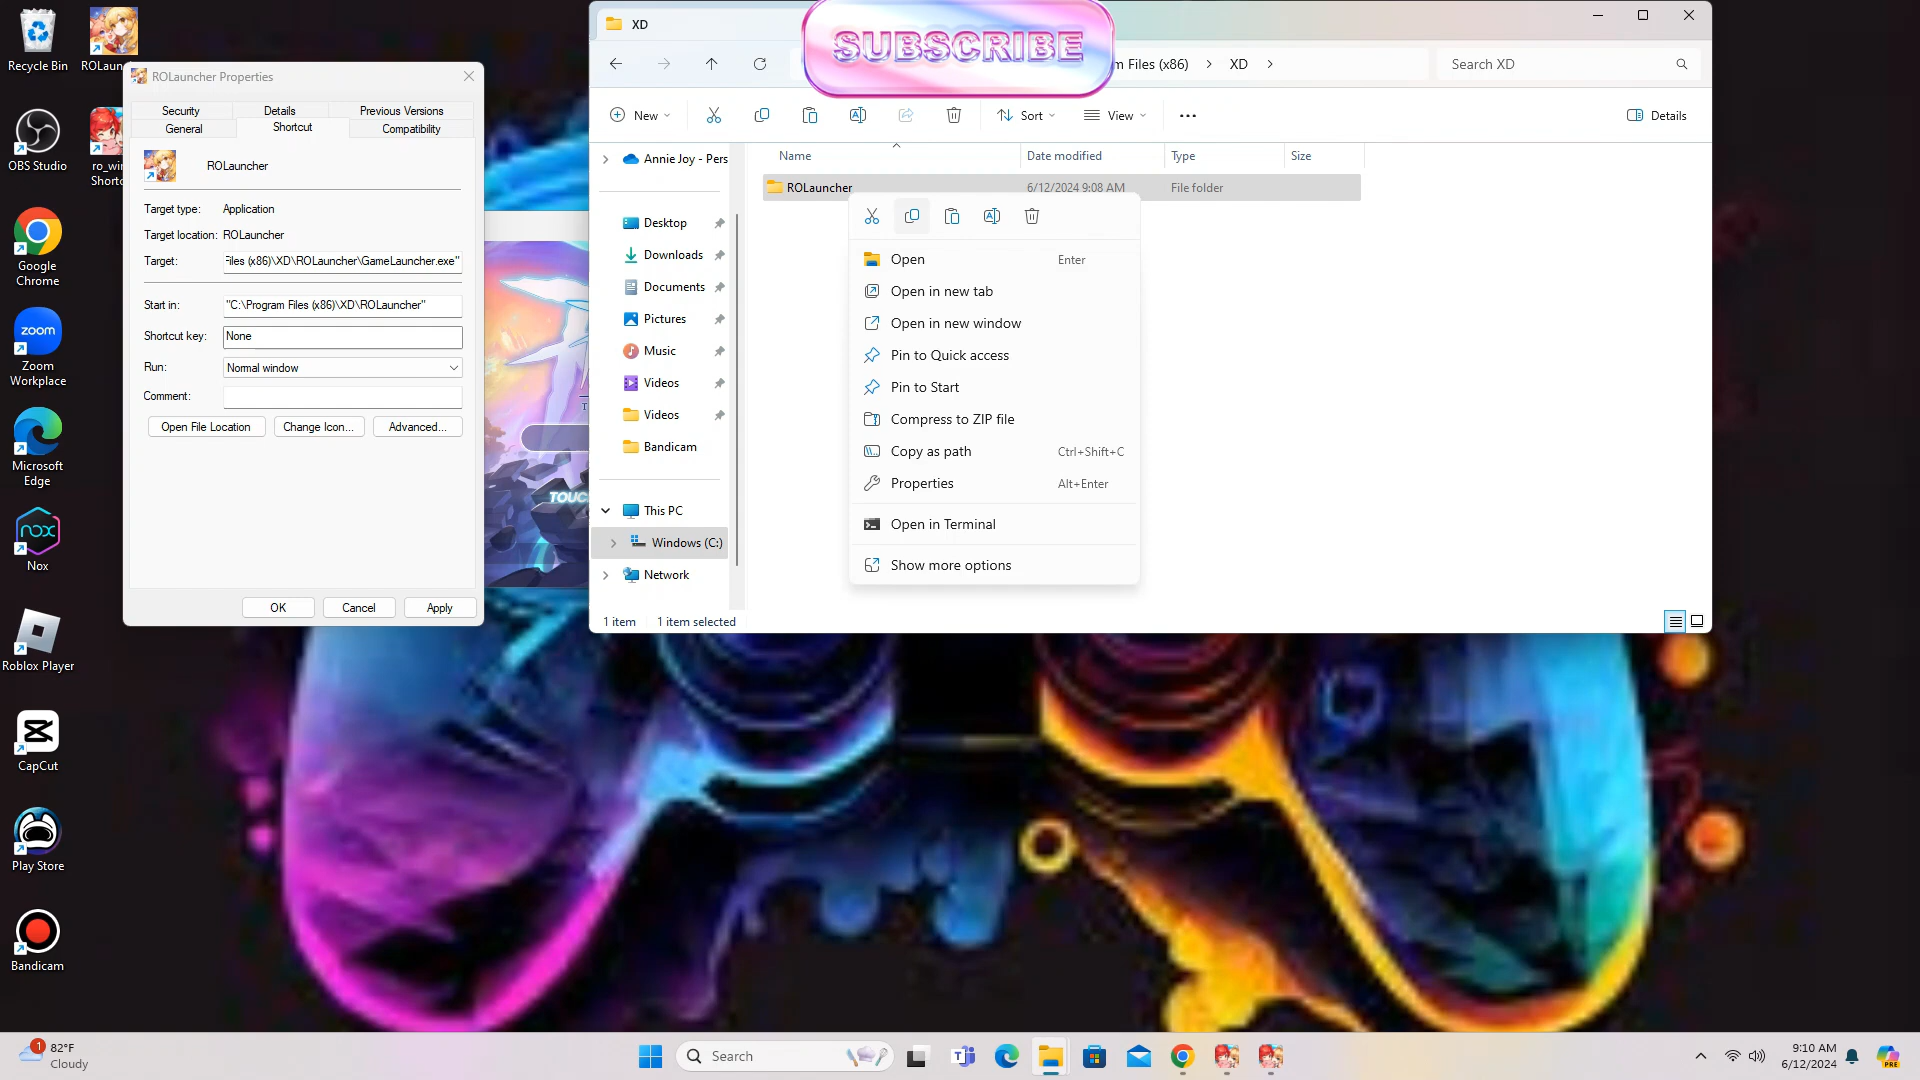 Recycle Bin
ROLaun
OBS Studio
ro_win
Shortc
Google
Chrome
Zoom
Workplace
zoom
Microsoft
Edge
nox
Nox
Roblox Player
CapCut
Play Store
Bandicam
ROLauncher Properties
Security
Details
Previous Versions
General
Shortcut
Compatibility
ROLauncher
Target type:
Application
Target location:
ROLauncher
Target:
Files (x86)\XD\ROLauncher\GameLauncher.exe"
Start in:
"C:\Program Files (x86)\XD\ROLauncher"
Shortcut key:
None
Run:
Normal window
Comment:
Open File Location
Change Icon...
Advanced...
OK
Cancel
Apply
TOUC
XD
SUBSCRIBE
m Files (x86)
XD
Search XD
New
Sort
View
Details
Annie Joy - Pers
Desktop
Downloads
Documents
Pictures
Music
Videos
Videos
Bandicam
This PC
Windows (C:)
Network
Name
Date modified
Type
Size
ROLauncher
6/12/2024 9:08 AM
File folder
Open
Enter
Open in new tab
Open in new window
Pin to Quick access
Pin to Start
Compress to ZIP file
Copy as path
Ctrl+Shift+C
Properties
Alt+Enter
Open in Terminal
Show more options
1 item
1 item selected
1
82°F
Cloudy
Search
PRE
9:10 AM
6/12/2024